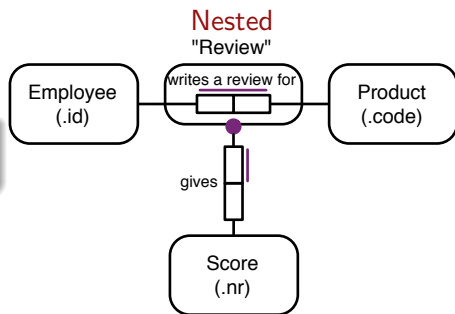 Nested
"Review"
writes a review for
Employee
(.id)
Product
(.code)
gives
Score
(.nr)